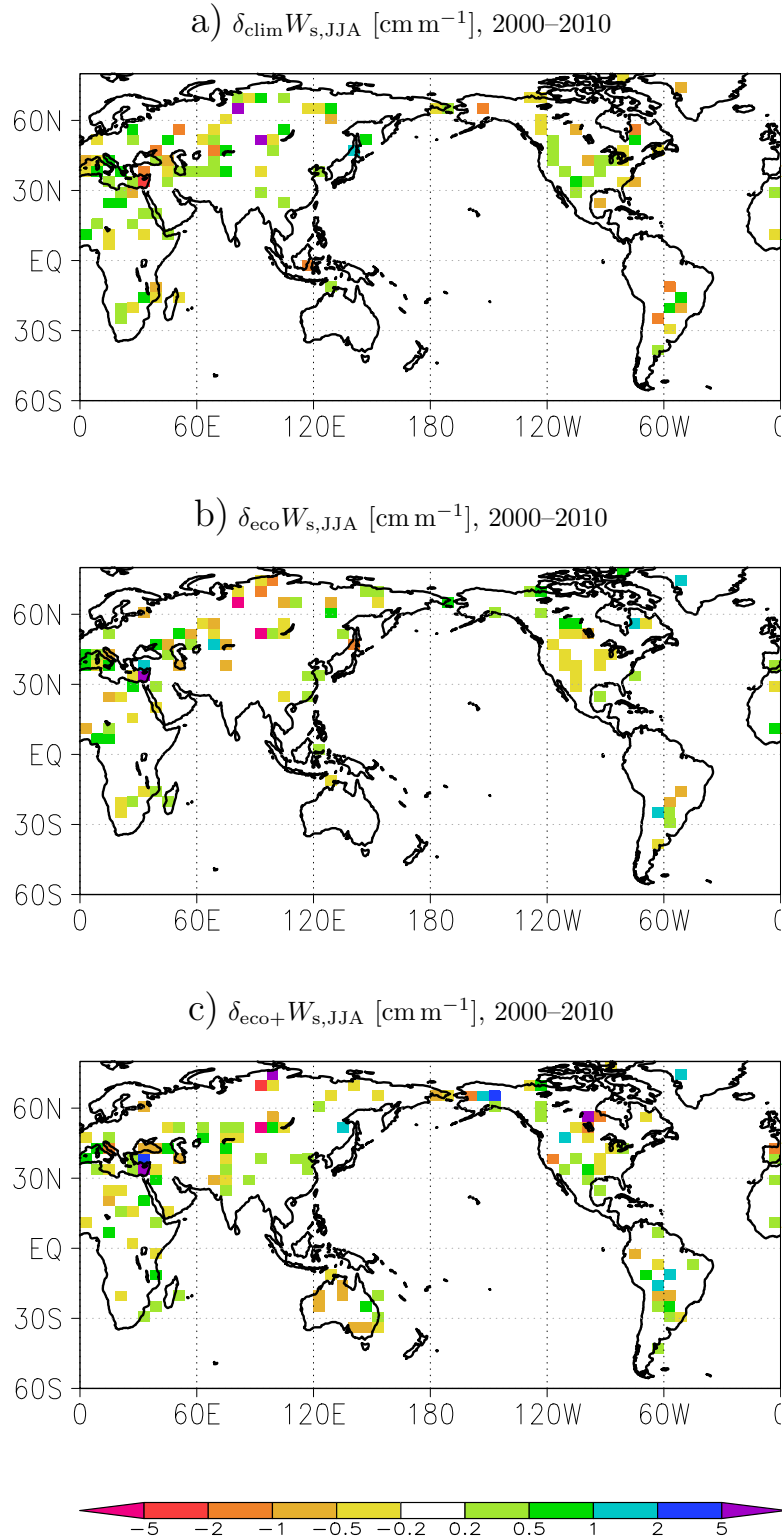 a) δclimWs,JJA [cm m−1], 2000–2010
60N
30N
EQ
30S
60S
0 60E 120E 180 120W 60W 0
b) δecoWs,JJA [cm m−1], 2000–2010
60N
30N
EQ
30S
60S
0 60E 120E 180 120W 60W 0
c) δeco+Ws,JJA [cm m−1], 2000–2010
60N
30N
EQ
30S
60S
0 60E 120E 180 120W 60W 0
−5 −2 −1 −0.5 −0.2 0.2 0.5 1 2 5